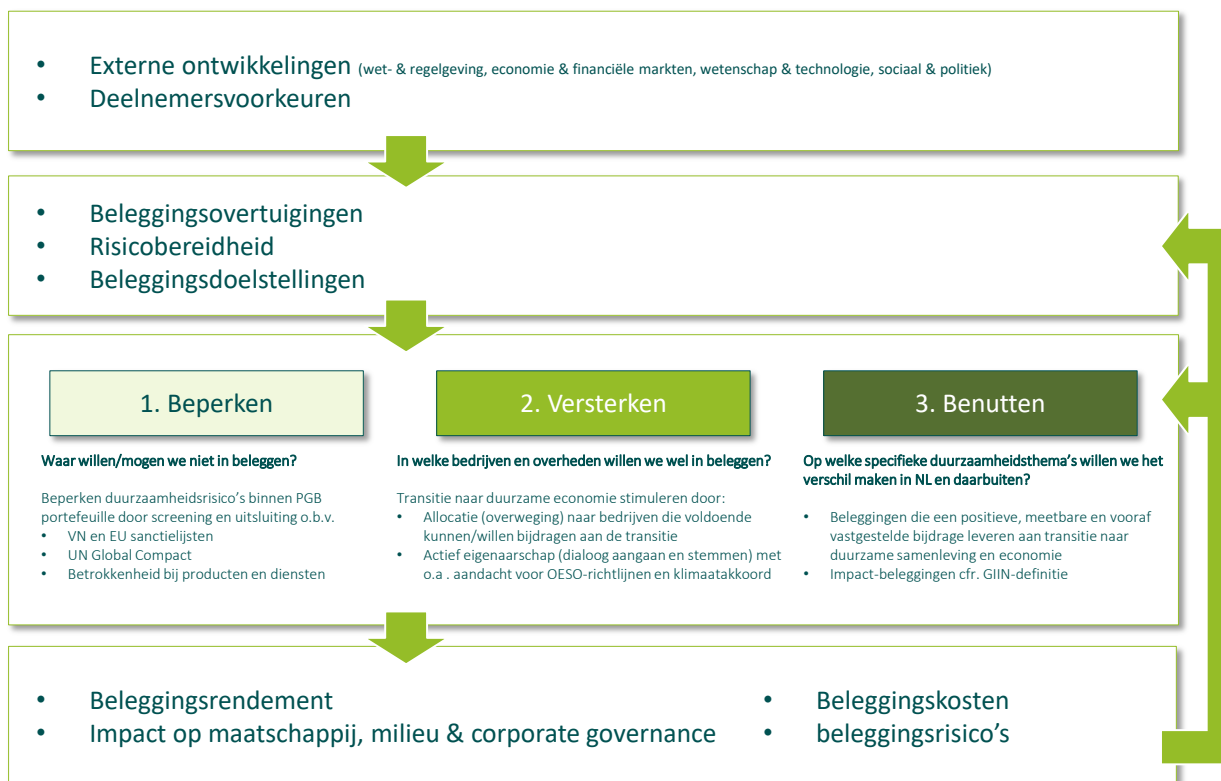 • Externe ontwikkelingen (wet- & regelgeving, economie & financiële markten, wetenschap & technologie, sociaal & politiek)
• Deelnemersvoorkeuren
• Beleggingsovertuigingen
• Risicobereidheid
• Beleggingsdoelstellingen
1. Beperken
Waar willen/mogen we niet in beleggen?
Beperken duurzaamheidsrisico's binnen PGB
portefeuille door screening en uitsluiting o.b.v.
• VN en EU sanctielijsten
• UN Global Compact
• Betrokkenheid bij producten en diensten
2. Versterken
In welke bedrijven en overheden willen we wel in beleggen?
Transitie naar duurzame economie stimuleren door:
• Allocatie (overweging) naar bedrijven die voldoende
kunnen/willen bijdragen aan de transitie
• Actief eigenaarschap (dialoog aangaan en stemmen) met
o.a . aandacht voor OESO-richtlijnen en klimaatakkoord
3. Benutten
Op welke specifieke duurzaamheidsthema's willen we het
verschil maken in NL en daarbuiten?
• Beleggingen die een positieve, meetbare en vooraf
vastgestelde bijdrage leveren aan transitie naar
duurzame samenleving en economie
• Impact-beleggingen cfr. GIIN-definitie
• Beleggingsrendement
• Impact op maatschappij, milieu & corporate governance
• Beleggingskosten
• beleggingsrisico's